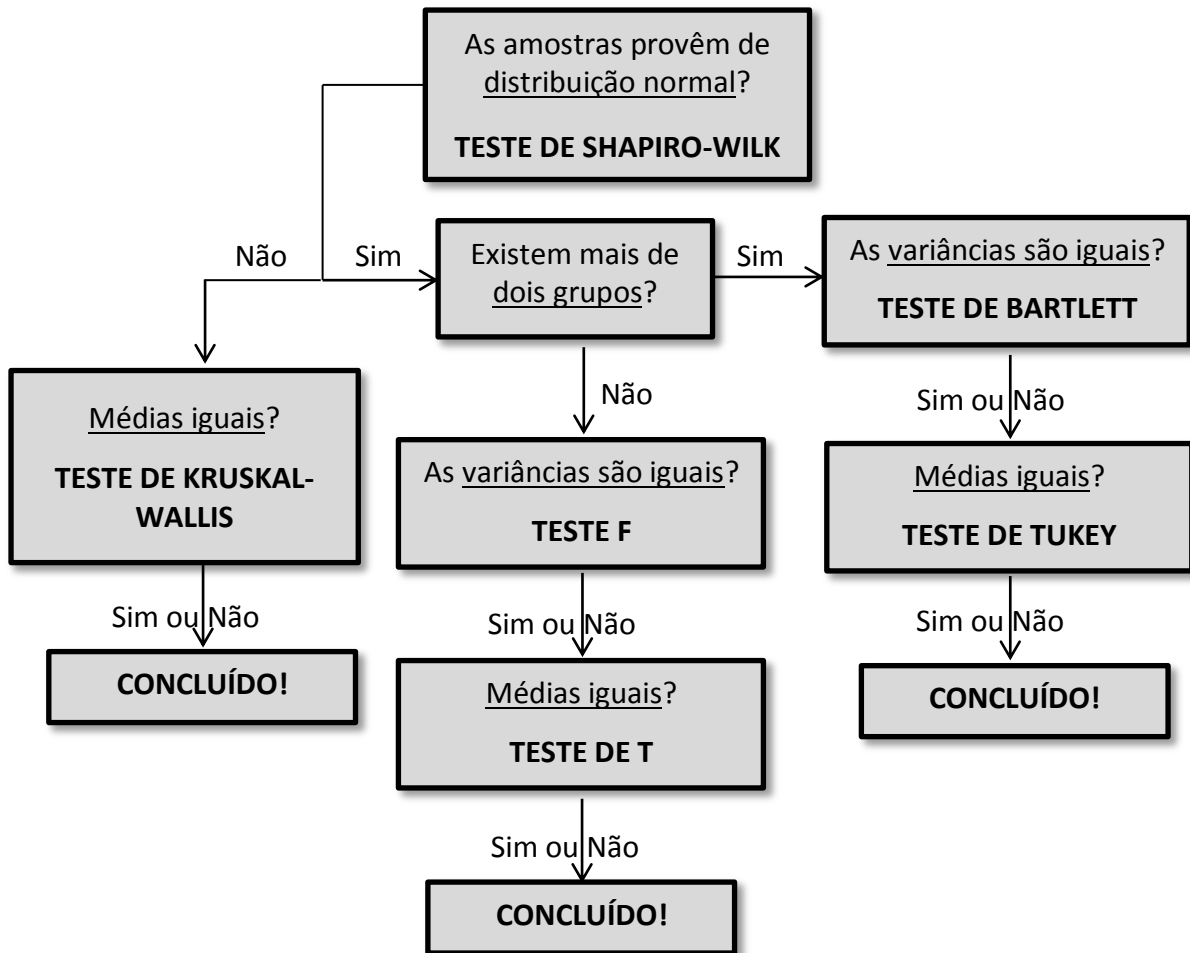 As amostras provêm de
distribuição normal?
TESTE DE SHAPIRO-WILK
Não
Sim
Existem mais de
dois grupos?
Sim
As variâncias são iguais?
TESTE DE BARTLETT
Médias iguais?
TESTE DE KRUSKAL-
WALLIS
Não
As variâncias são iguais?
TESTE F
Sim ou Não
Médias iguais?
TESTE DE TUKEY
Sim ou Não
CONCLUÍDO!
Sim ou Não
Médias iguais?
TESTE DE T
Sim ou Não
CONCLUÍDO!
Sim ou Não
CONCLUÍDO!